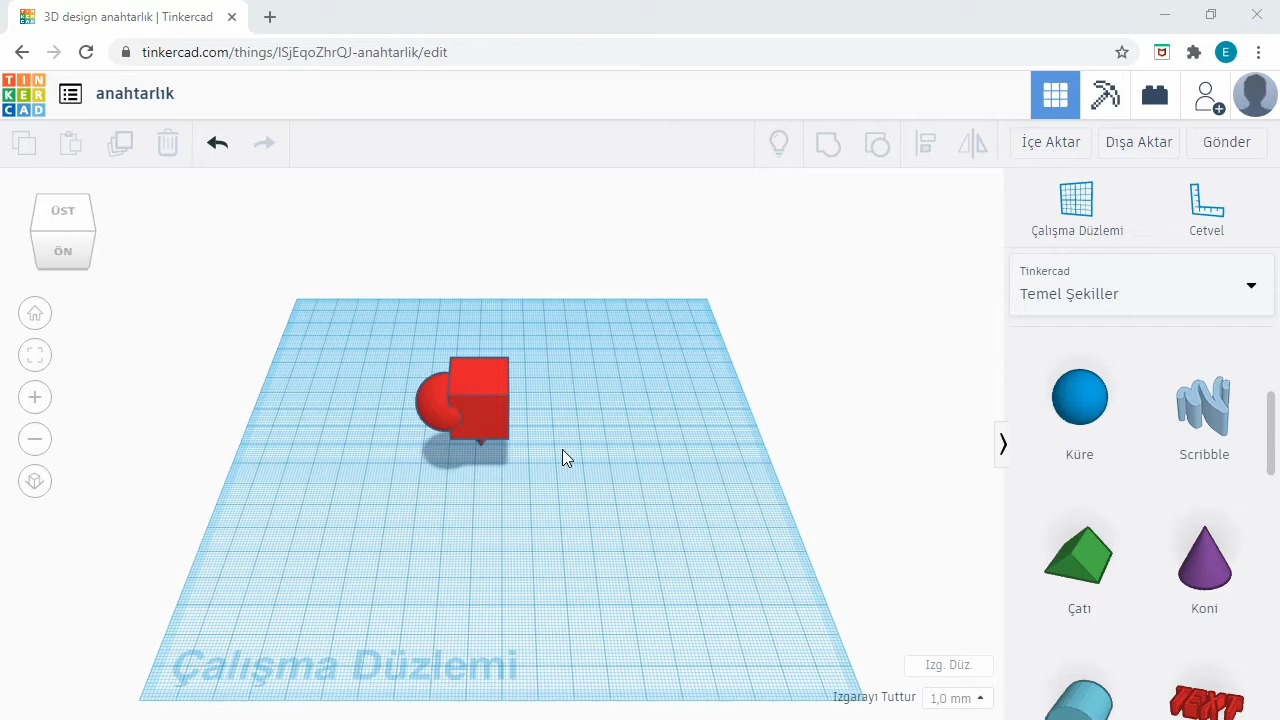 3D design anahtarlık | Tinkercad
tinkercad.com/things/lSjEqoZhrQJ-anahtarlik/edit
E
TIN
KER
CAD
anahtarlık
İçe Aktar
Dışa Aktar
Gönder
ÜST
ÖN
Çalışma Düzlemi
Cetvel
Tinkercad
Temel Şekiller
Küre
Scribble
Çatı
Koni
TEXT
Çalışma Düzlemi
Izg. Düz.
Izgarayı Tuttur
1,0 mm